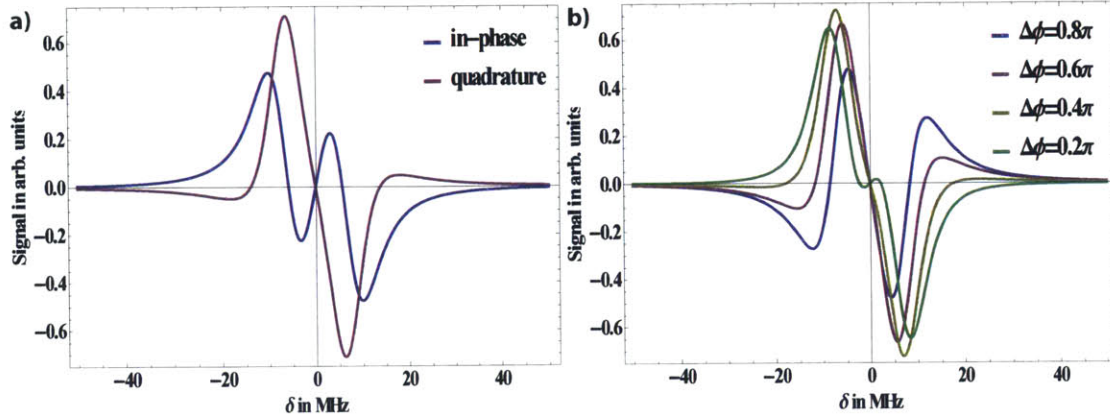 a)
in-phase
quadrature
Signal in arb. units
0.6
0.4
0.2
0.0
−0.2
−0.4
−0.6
−40
−20
0
20
40
δ in MHz
b)
Δϕ=0.8π
Δϕ=0.6π
Δϕ=0.4π
Δϕ=0.2π
Signal in arb. units
0.6
0.4
0.2
0.0
−0.2
−0.4
−0.6
−40
−20
0
20
40
δ in MHz